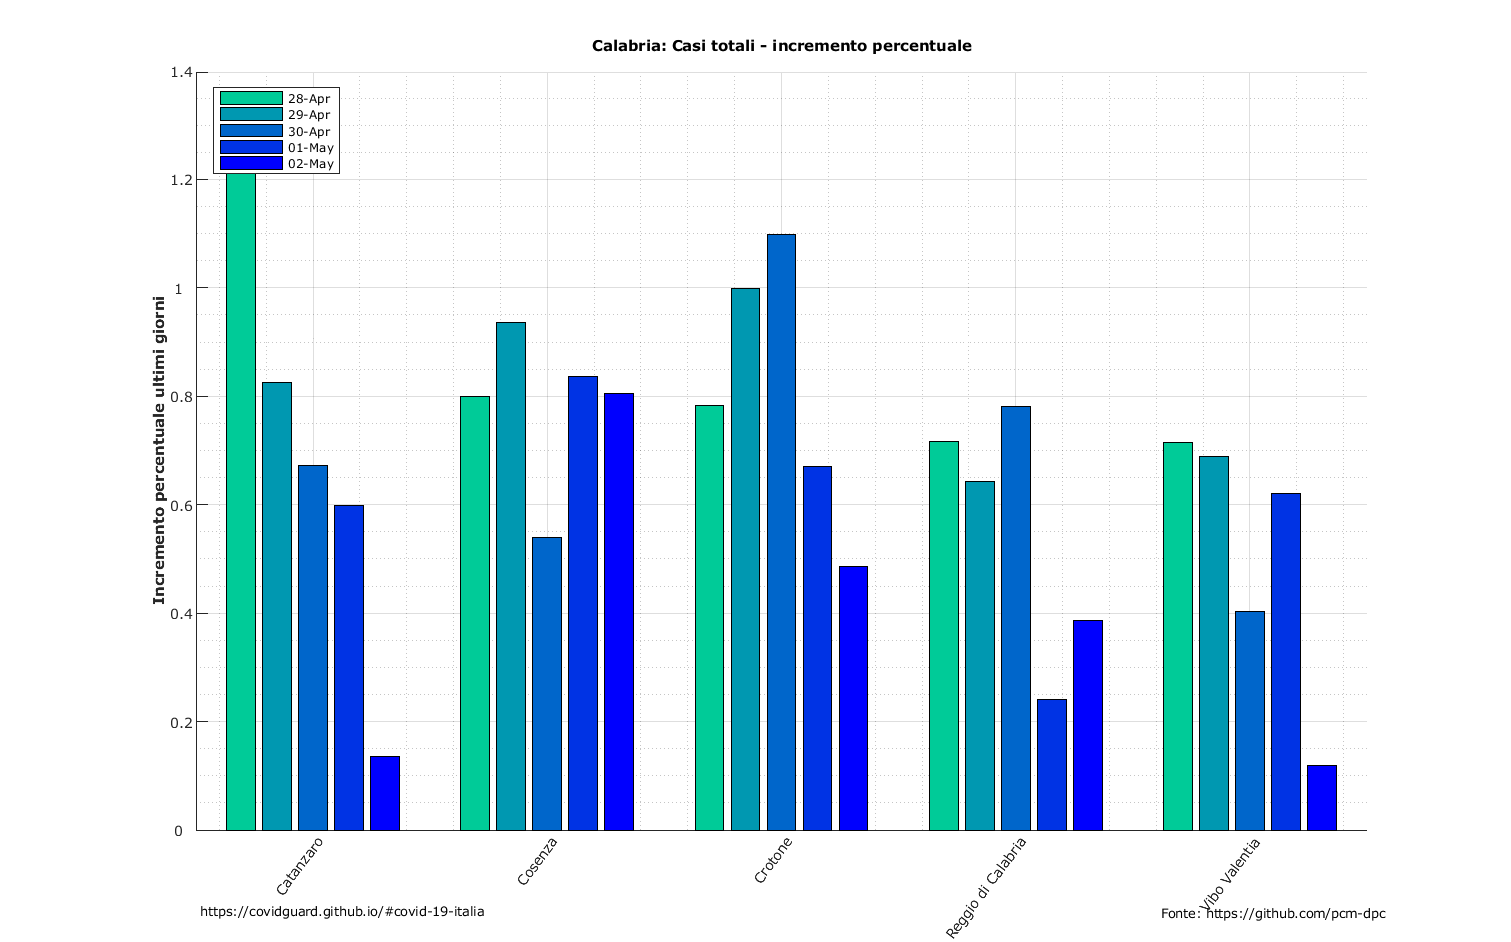 Calabria: Casi totali - incremento percentuale
Incremento percentuale ultimi giorni
1.4
1.2
1
0.8
0.6
0.4
0.2
0
28-Apr
29-Apr
30-Apr
01-May
02-May
Catanzaro
Cosenza
Crotone
Reggio di Calabria
Vibo Valentia
https://covidguard.github.io/#covid-19-italia
Fonte: https://github.com/pcm-dpc